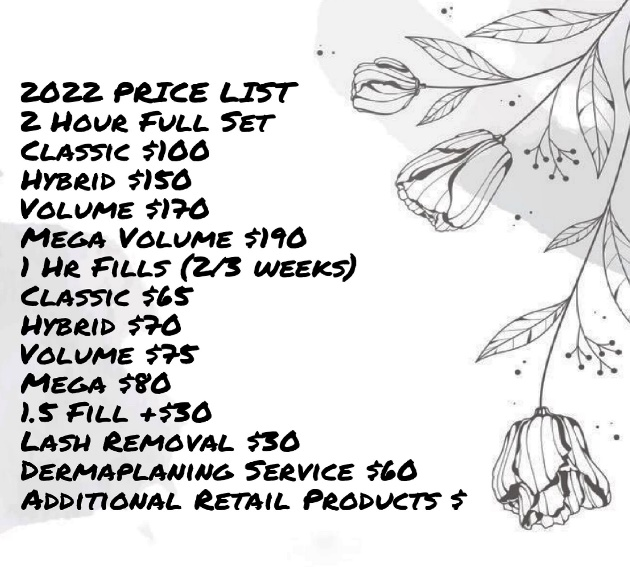 2022 PRICE LIST
2 HOUR FULL SET
CLASSIC $100
HYBRID $150
VOLUME $170
MEGA VOLUME $190
1 HR FILLS (2/3 WEEKS)
CLASSIC $65
HYBRID $70
VOLUME $75
MEGA $80
1.5 FILL +$30
LASH REMOVAL $30
DERMAPLANING SERVICE $60
ADDITIONAL RETAIL PRODUCTS $